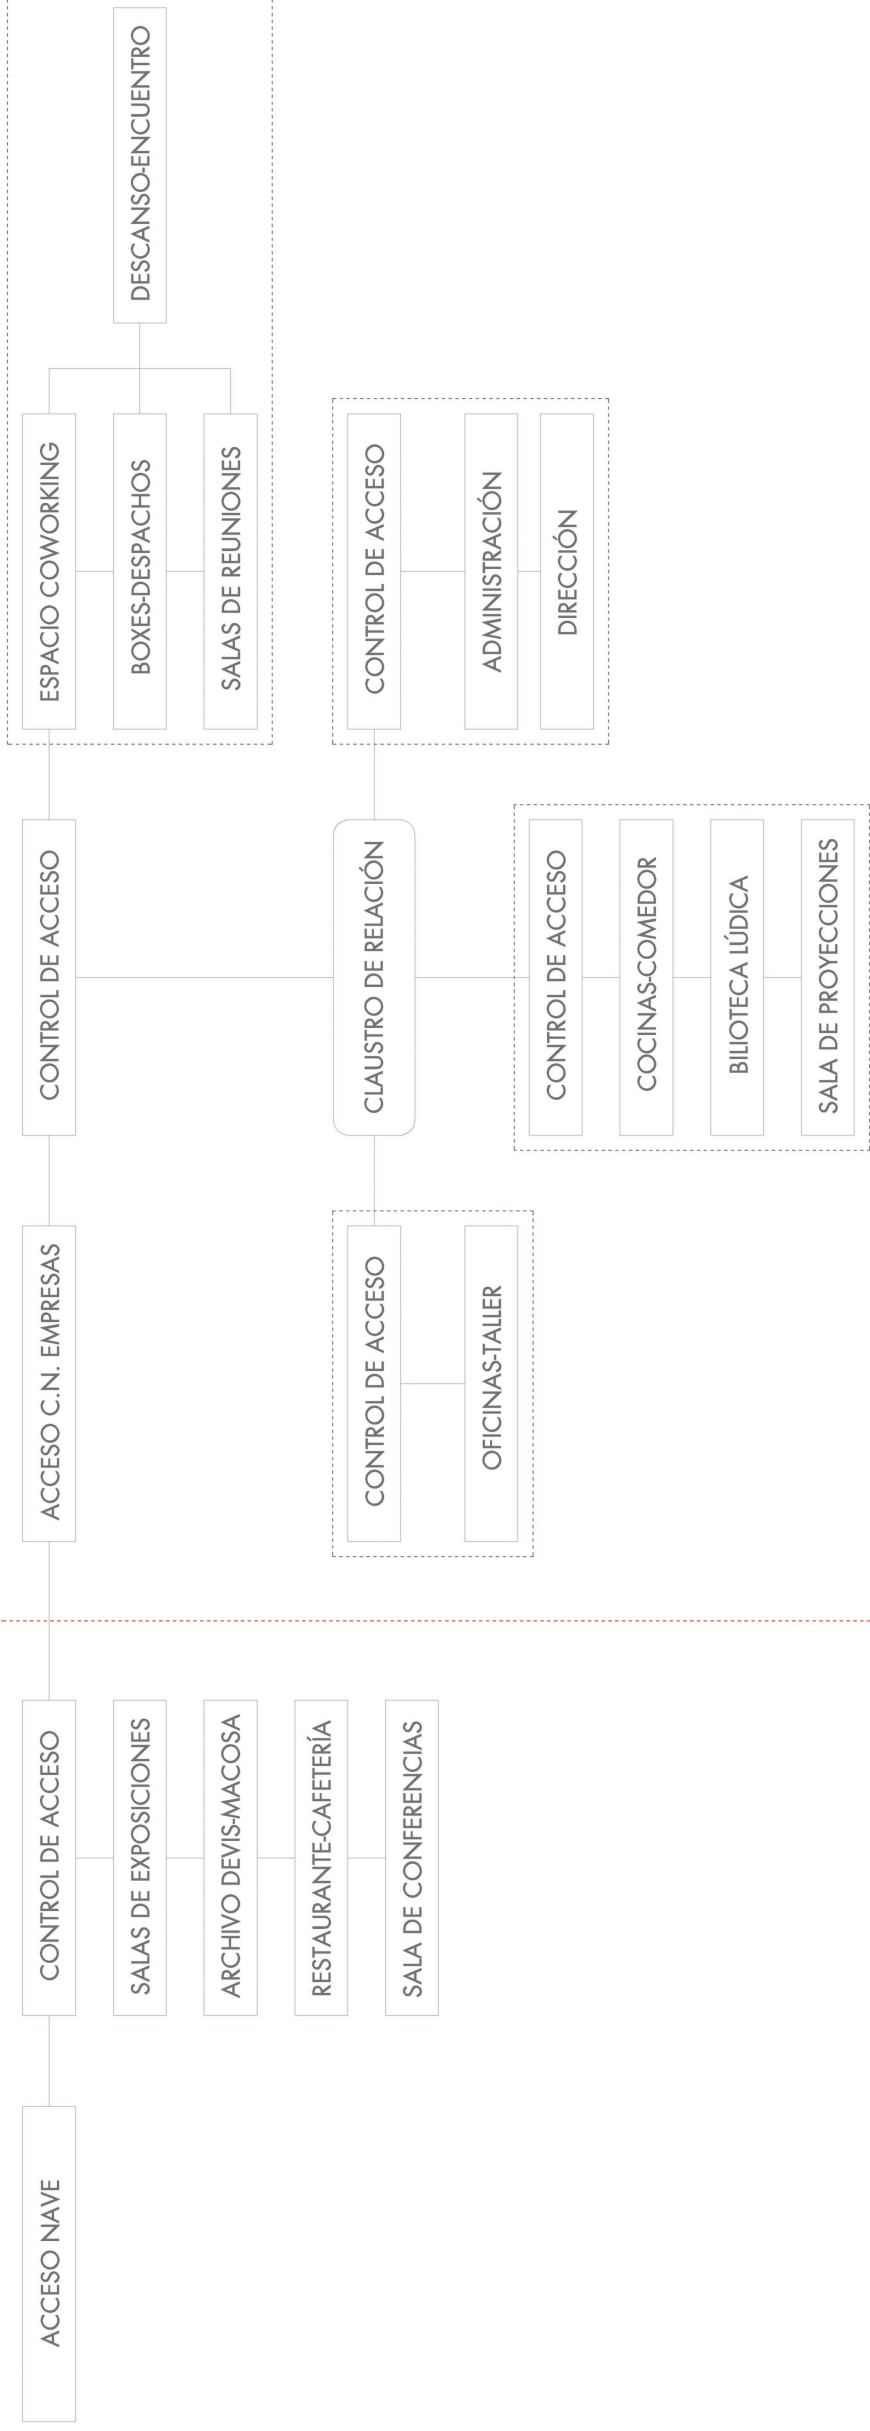 ACCESO NAVE
CONTROL DE ACCESO
SALAS DE EXPOSICIONES
ARCHIVO DEVIS-MACOSA
RESTAURANTE-CAFETERÍA
SALA DE CONFERENCIAS
ACCESO C.N. EMPRESAS
CONTROL DE ACCESO
OFICINAS-TALLER
CONTROL DE ACCESO
CLAUSTRO DE RELACIÓN
CONTROL DE ACCESO
COCINAS-COMEDOR
BILIOTECA LÚDICA
SALA DE PROYECCIONES
ESPACIO COWORKING
BOXES-DESPACHOS
SALAS DE REUNIONES
CONTROL DE ACCESO
ADMINISTRACIÓN
DIRECCIÓN
DESCANSO-ENCUENTRO